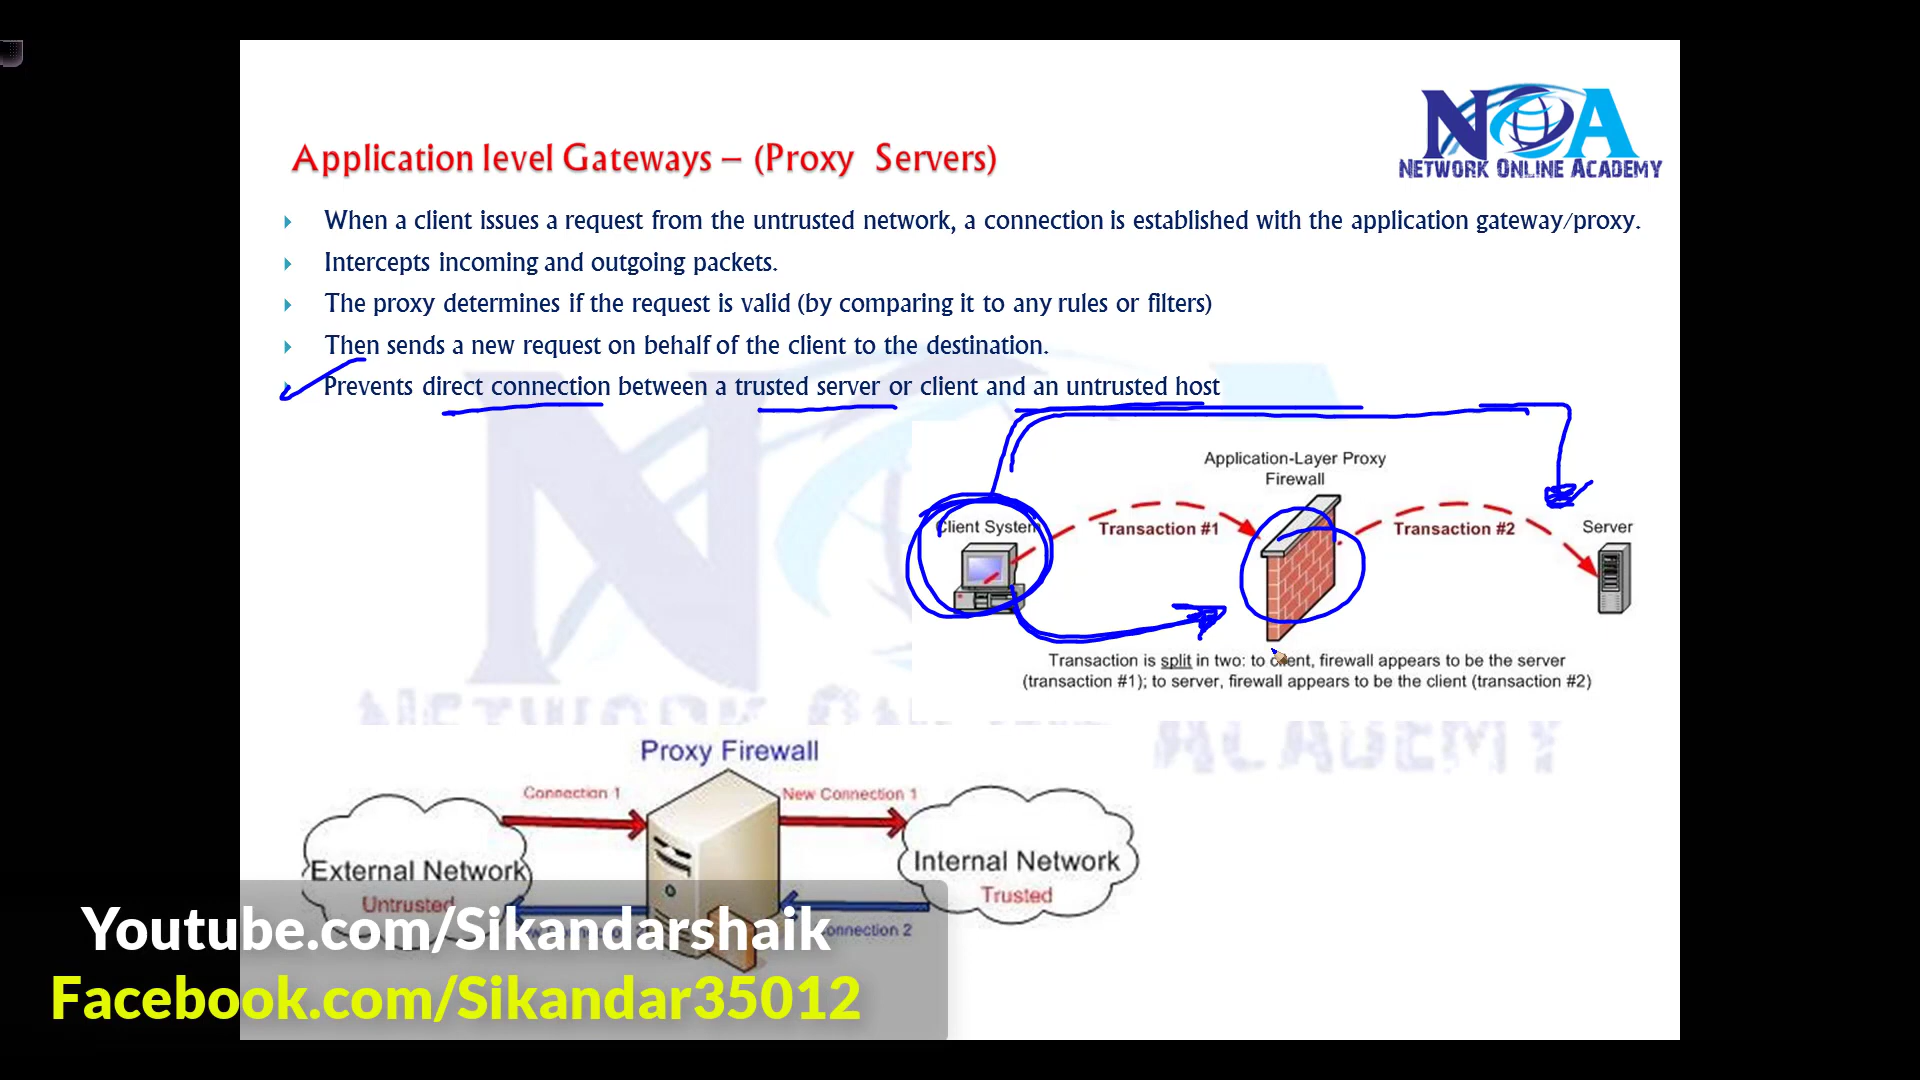 NOA
NETWORK ONLINE ACADEMY
Application level Gateways – (Proxy Servers)
When a client issues a request from the untrusted network, a connection is established with the application gateway/proxy.
Intercepts incoming and outgoing packets.
The proxy determines if the request is valid (by comparing it to any rules or filters)
Then sends a new request on behalf of the client to the destination.
Prevents direct connection between a trusted server or client and an untrusted host
Application-Layer Proxy
Firewall
Client System
Transaction #1
Transaction #2
Server
Transaction is split in two: to client, firewall appears to be the server
(transaction #1); to server, firewall appears to be the client (transaction #2)
NETWORK ONLINE ACADEMY
Proxy Firewall
Connection 1
New Connection 1
External Network
Untrusted
Internal Network
Trusted
Connection 2
Youtube.com/Sikandarshaik
Facebook.com/Sikandar35012